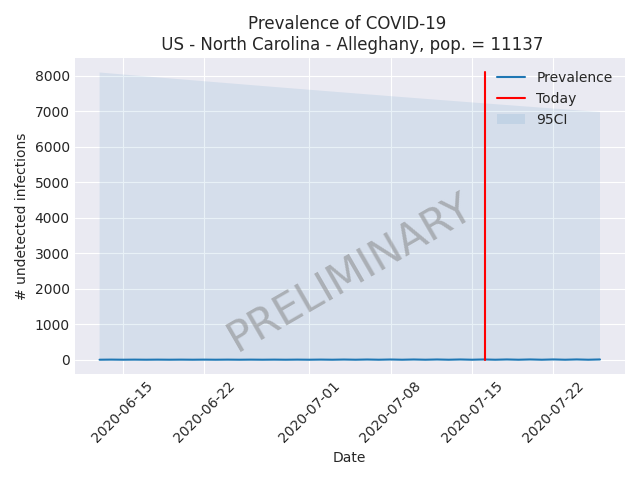 Prevalence of COVID-19
US - North Carolina - Alleghany, pop. = 11137
Prevalence
Today
95CI
8000
7000
6000
5000
4000
3000
2000
1000
0
# undetected infections
PRELIMINARY
2020-06-15
2020-06-22
2020-07-01
2020-07-08
2020-07-15
2020-07-22
Date